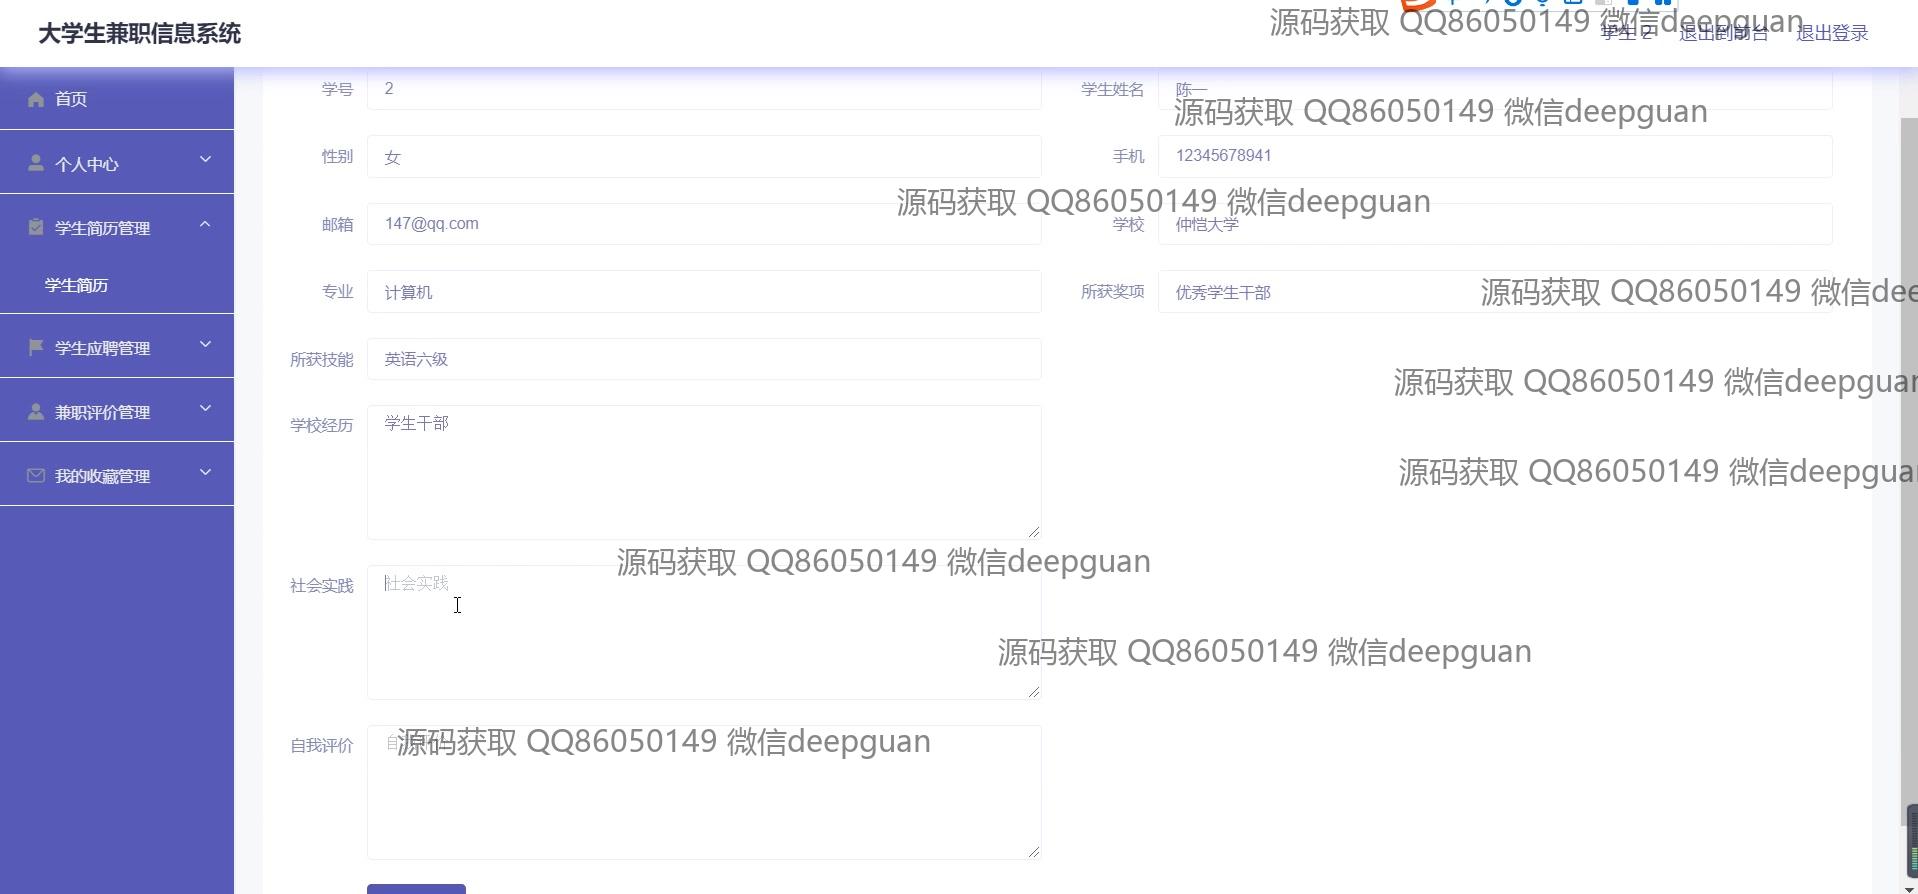 大学生兼职信息系统
源码获取 QQ86050149 微信deepguan
学生 2 退出到前台 退出登录
首页
个人中心
学生简历管理
学生简历
学生应聘管理
兼职评价管理
我的收藏管理
学号 2 学生姓名 陈一
源码获取 QQ86050149 微信deepguan
性别 女 手机 12345678941
源码获取 QQ86050149 微信deepguan
邮箱 147@qq.com 学校 仲恺大学
专业 计算机 所获奖项 优秀学生干部 源码获取 QQ86050149 微信dee
所获技能 英语六级
源码获取 QQ86050149 微信deepguan
学校经历 学生干部
源码获取 QQ86050149 微信deepguan
源码获取 QQ86050149 微信deepguan
社会实践 社会实践
源码获取 QQ86050149 微信deepguan
自我评价 源码获取 QQ86050149 微信deepguan